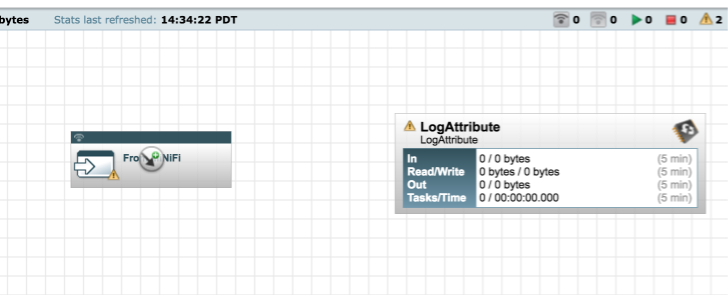 bytes Stats last refreshed: 14:34:22 PDT 0 0 0 0 2
Fro NiFi
LogAttribute
LogAttribute
In 0 / 0 bytes (5 min)
Read/Write 0 bytes / 0 bytes (5 min)
Out 0 / 0 bytes (5 min)
Tasks/Time 0 / 00:00:00.000 (5 min)